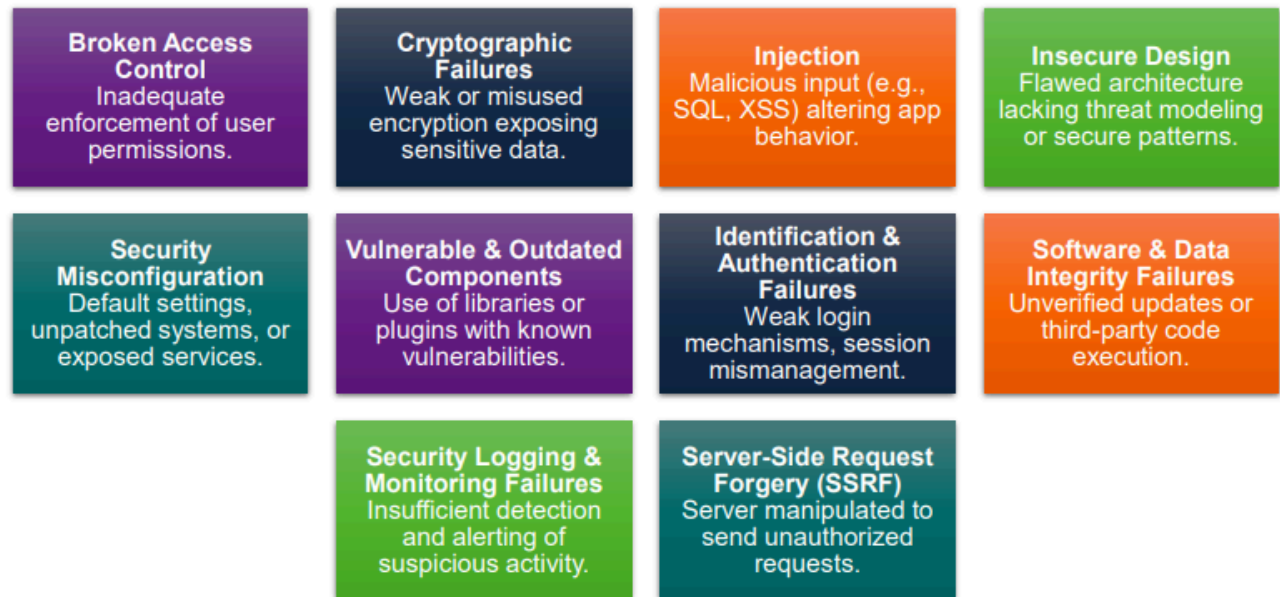 Broken Access
Control
Inadequate
enforcement of user
permissions.
Cryptographic
Failures
Weak or misused
encryption exposing
sensitive data.
Injection
Malicious input (e.g.,
SQL, XSS) altering app
behavior.
Insecure Design
Flawed architecture
lacking threat modeling
or secure patterns.
Security
Misconfiguration
Default settings,
unpatched systems, or
exposed services.
Vulnerable & Outdated
Components
Use of libraries or
plugins with known
vulnerabilities.
Identification &
Authentication
Failures
Weak login
mechanisms, session
mismanagement.
Software & Data
Integrity Failures
Unverified updates or
third-party code
execution.
Security Logging &
Monitoring Failures
Insufficient detection
and alerting of
suspicious activity.
Server-Side Request
Forgery (SSRF)
Server manipulated to
send unauthorized
requests.